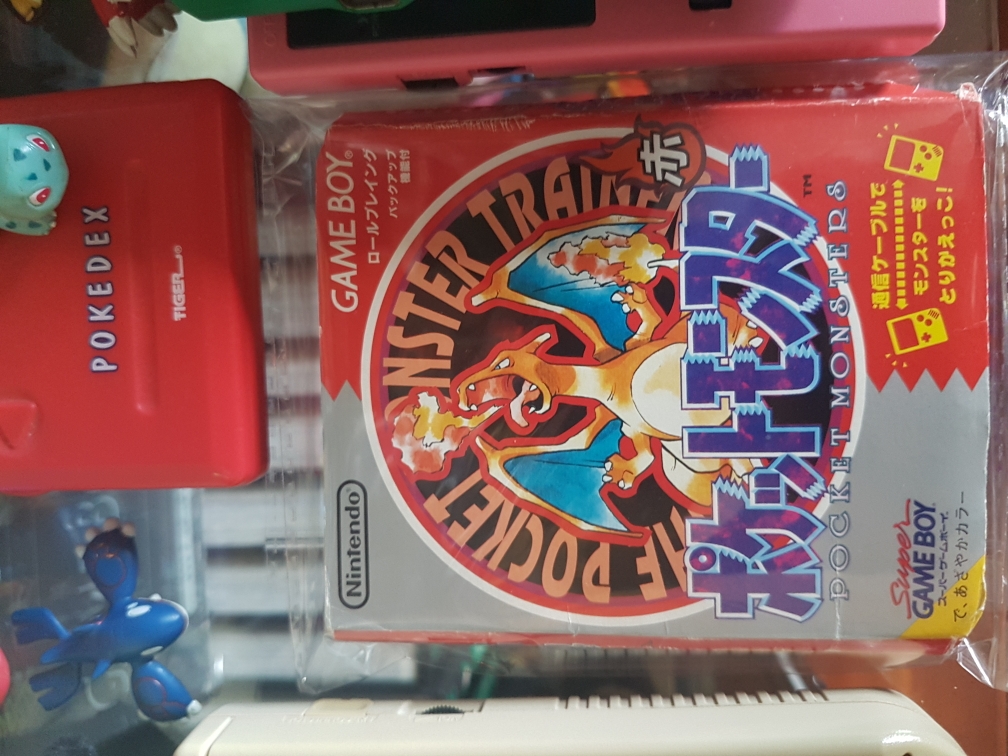 POKEDEX
TIGER
GAME BOY®
ロールプレイング
バックアップ
機能付
Nintendo®
THE POCKET MONSTER TRAINER
赤
ポケットモンスター
TM
POCKET MONSTERS
通信ケーブルで
モンスターを
とりかえっこ!
Super
GAME BOY
スーパーゲームボーイ
で、あざやかカラー